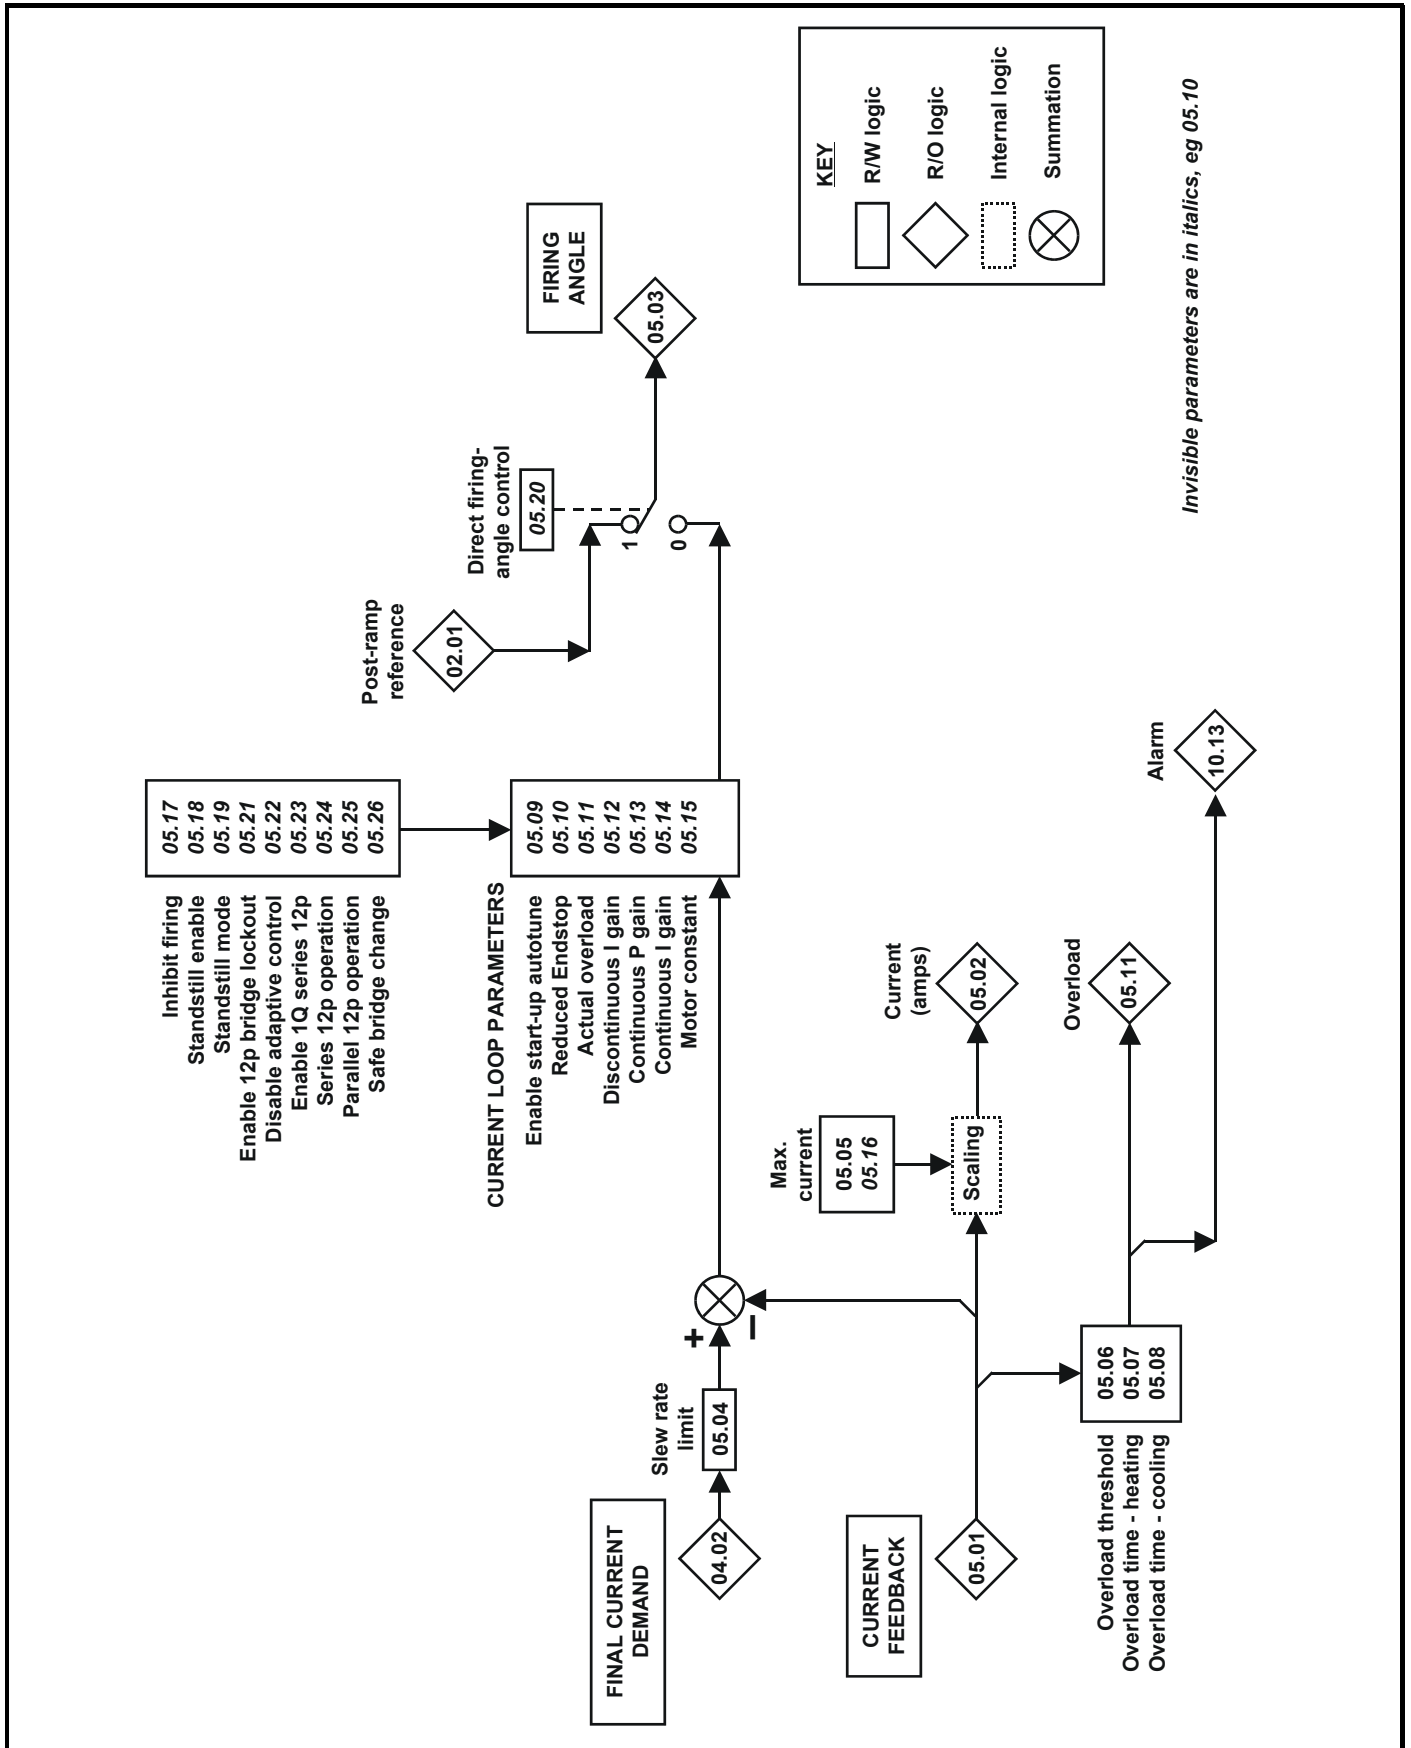 Inhibit firing 05.17
Standstill enable 05.18
Standstill mode 05.19
Enable 12p bridge lockout 05.21
Disable adaptive control 05.22
Enable 1Q series 12p 05.23
Series 12p operation 05.24
Parallel 12p operation 05.25
Safe bridge change 05.26
Post-ramp
reference
02.01
Direct firing-
angle control
05.20
1
0
FIRING
ANGLE
05.03
CURRENT LOOP PARAMETERS
Enable start-up autotune 05.09
Reduced Endstop 05.10
Actual overload 05.11
Discontinuous I gain 05.12
Continuous P gain 05.13
Continuous I gain 05.14
Motor constant 05.15
FINAL CURRENT
DEMAND
04.02
Slew rate
limit
05.04
+
−
CURRENT
FEEDBACK
05.01
Max.
current
05.05
05.16
Scaling
Current
(amps)
05.02
Overload threshold 05.06
Overload time - heating 05.07
Overload time - cooling 05.08
Overload
05.11
Alarm
10.13
KEY
R/W logic
R/O logic
Internal logic
Summation
Invisible parameters are in italics, eg 05.10